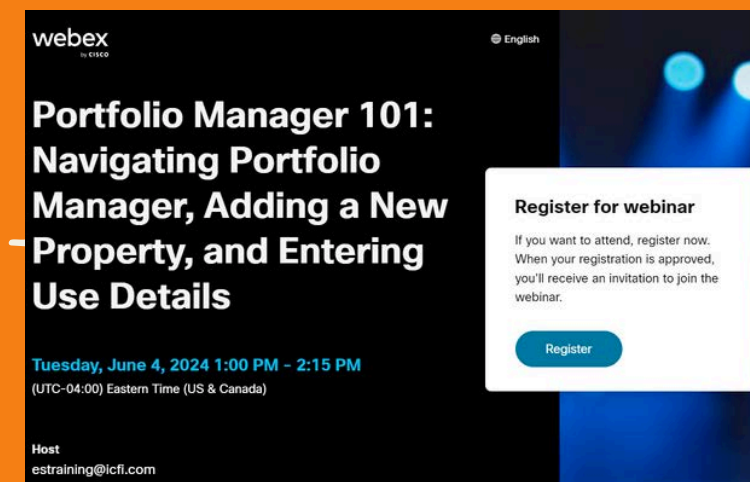 webex
by CISCO
English
Portfolio Manager 101:
Navigating Portfolio
Manager, Adding a New
Property, and Entering
Use Details
Tuesday, June 4, 2024 1:00 PM - 2:15 PM
(UTC-04:00) Eastern Time (US & Canada)
Host
estraining@icfi.com
Register for webinar
If you want to attend, register now.
When your registration is approved,
you'll receive an invitation to join the
webinar.
Register